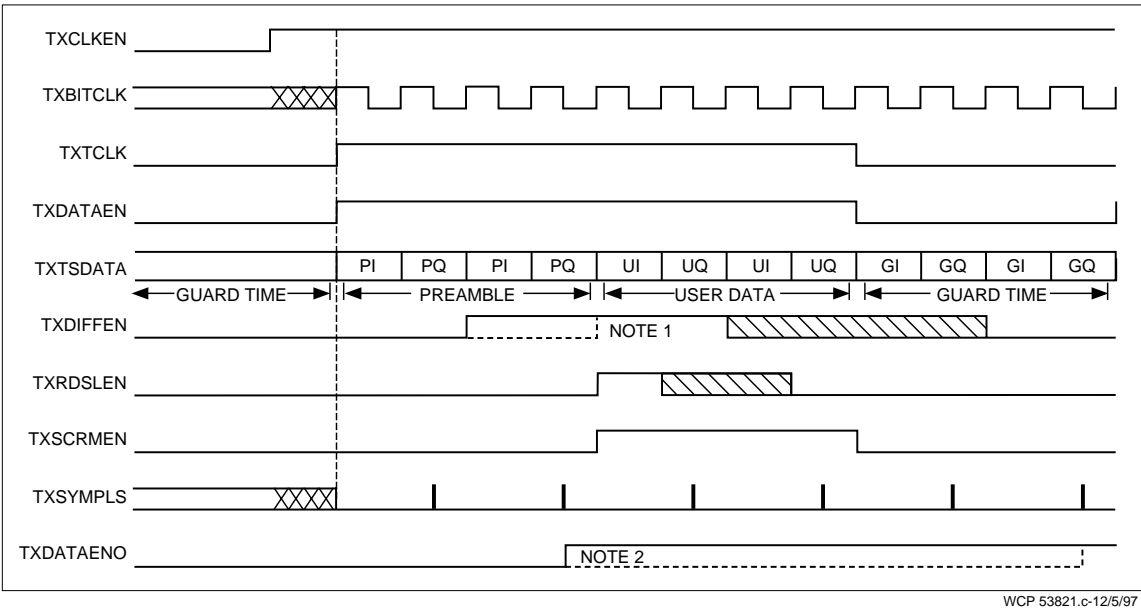 TXCLKEN
TXBITCLK
TXTCLK
TXDATAEN
TXTSDATA PI PQ PI PQ UI UQ UI UQ GI GQ GI GQ
GUARD TIME PREAMBLE USER DATA GUARD TIME
TXDIFFEN NOTE 1
TXRDSLEN
TXSCRMEN
TXSYMPLS
TXDATAENO NOTE 2
WCP 53821.c-12/5/97